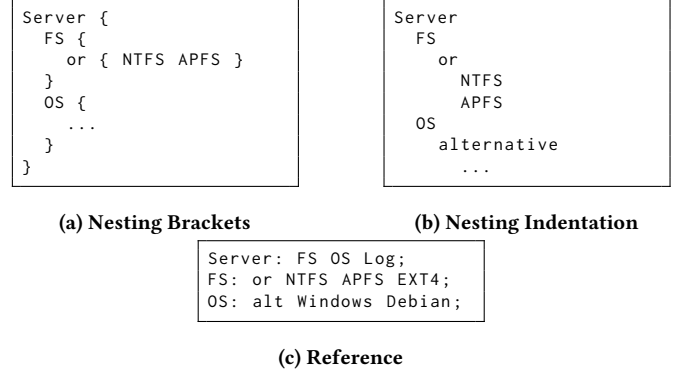 Server {
  FS {
    or { NTFS APFS }
  }
  OS {
    ...
  }
}
(a) Nesting Brackets
Server
  FS
    or
      NTFS
      APFS
  OS
    alternative
      ...
(b) Nesting Indentation
Server: FS OS Log;
FS: or NTFS APFS EXT4;
OS: alt Windows Debian;
(c) Reference